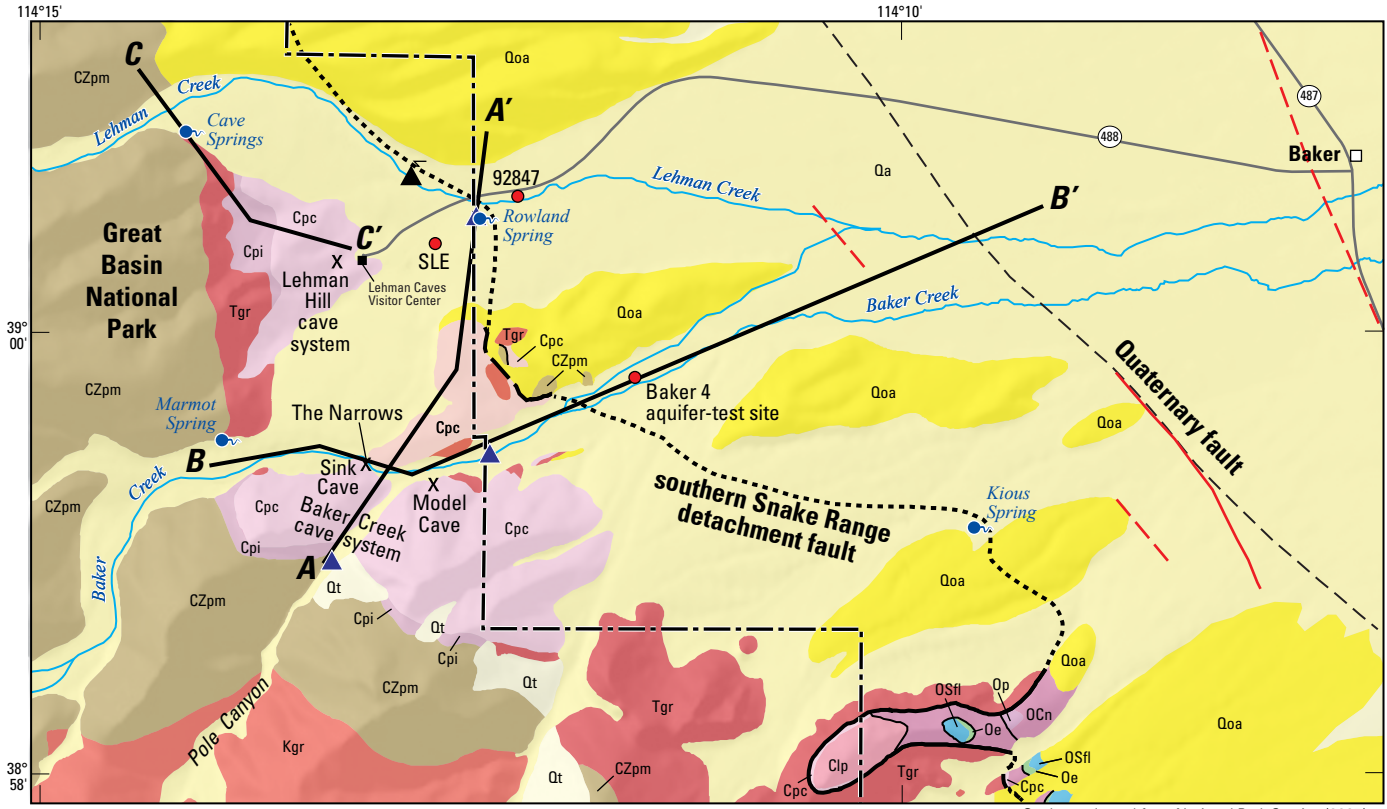 114°15'
114°10'
C
CZpm
Qoa
Creek
Lehman
Cave
Springs
A′
487
488
Baker
92847
Qa
Lehman Creek
B′
Rowland
Spring
Great
Basin
National
Park
Cpc
Cpi
C′
SLE
X
Lehman
Hill
cave
system
Lehman Caves
Visitor Center
Tgr
Baker Creek
Qoa
39°
00'
Tgr
Cpc
CZpm
Quaternary fault
CZpm
Baker 4
aquifer-test site
Qoa
Qoa
Marmot
Spring
The Narrows
Cpc
B
X
Sink
Cave
X
Model
Cave
Creek
southern Snake Range
detachment fault
Kious
Spring
CZpm
Cpc
Baker Creek
cave system
Cpc
Cpi
A
Qt
Qoa
Baker
CZpm
Cpi
Qt
Cpi
Qoa
Qt
CZpm
Pole Canyon
Tgr
OSfl
Op
OCn
Oe
Qoa
Kgr
Clp
Tgr
Cpc
OSfl
Oe
Cpc
Qt
CZpm
38°
58'